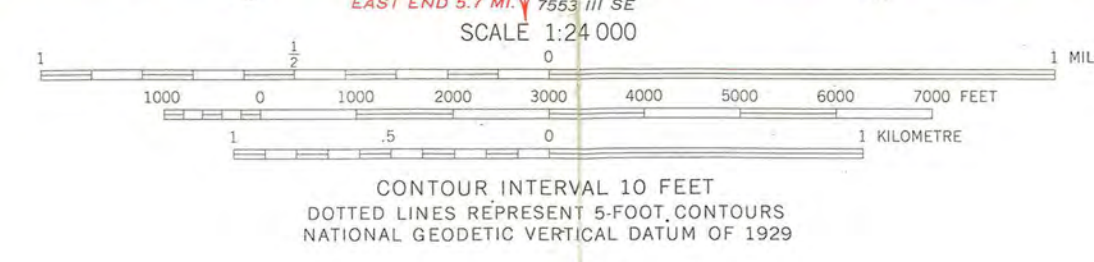 EAST END 5.7 MI. 7553 III SE
SCALE 1:24 000
1 1/2 0 1 MIL
1000 0 1000 2000 3000 4000 5000 6000 7000 FEET
1 .5 0 1 KILOMETRE
CONTOUR INTERVAL 10 FEET
DOTTED LINES REPRESENT 5-FOOT CONTOURS
NATIONAL GEODETIC VERTICAL DATUM OF 1929